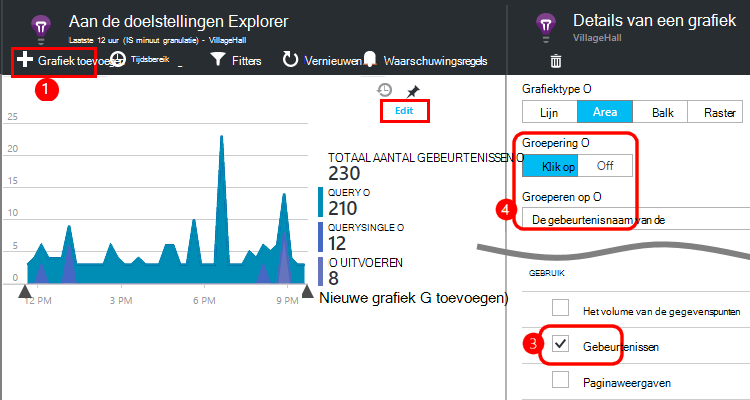 Aan de doelstellingen Explorer
Laatste 12 uur (IS minuut granulatie) - VillageHall
Grafiek toevoegen Tijdsbereik Fitters Vernieuwen Waarschuwingsregels
1
Edit
25
20
15
10
5
0
12 PM 3 PM 6 PM 9 PM
TOTAAL AANTAL GEBEURTENISSEN O
230
QUERY O
210
QUERYSINGLE O
12
O UITVOEREN
8
Nieuwe grafiek G toevoegen)
Details van een grafiek
VillageHall
Grafiektype O
Lijn Area Balk Raster
Groepering O
Klik op Off
4
Groeperen op O
De gebeurtenisnaam van de
GEBRUIK
Het volume van de gegevenspunten
3
Gebeurtenissen
Paginaweergaven